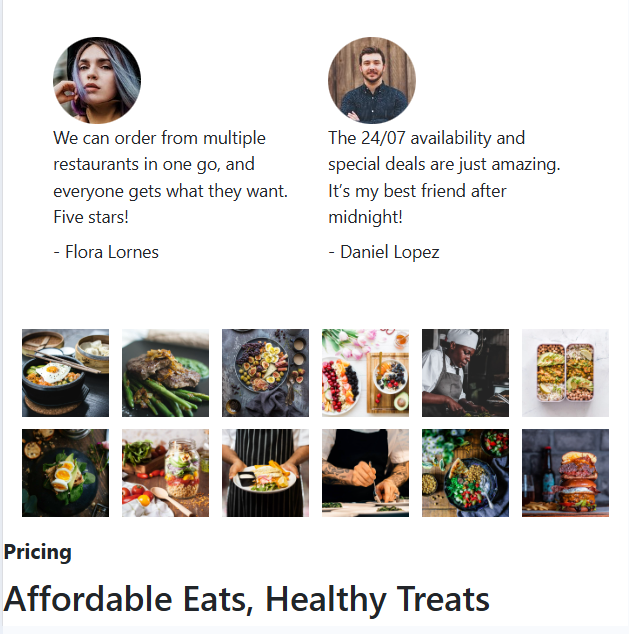 We can order from multiple
restaurants in one go, and
everyone gets what they want.
Five stars!
- Flora Lornes
The 24/07 availability and
special deals are just amazing.
It’s my best friend after
midnight!
- Daniel Lopez
Pricing
Affordable Eats, Healthy Treats